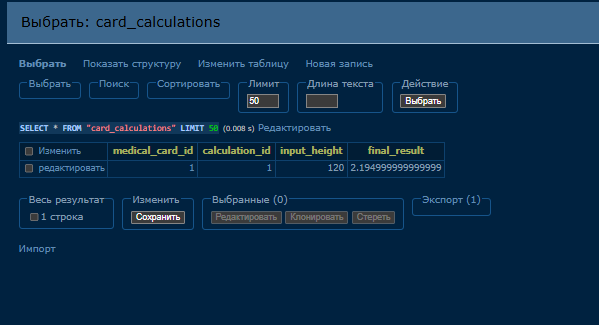 Выбрать: card_calculations
Выбрать Показать структуру Изменить таблицу Новая запись
Выбрать Поиск Сортировать Лимит Длина текста Действие
50 Выбрать
SELECT * FROM "card_calculations" LIMIT 50 (0.008 s) Редактировать
Изменить medical_card_id calculation_id input_height final_result
редактировать 1 1 120 2.194999999999999
Весь результат Изменить Выбранные (0) Экспорт (1)
1 строка Сохранить Редактировать Клонировать Стереть
Импорт